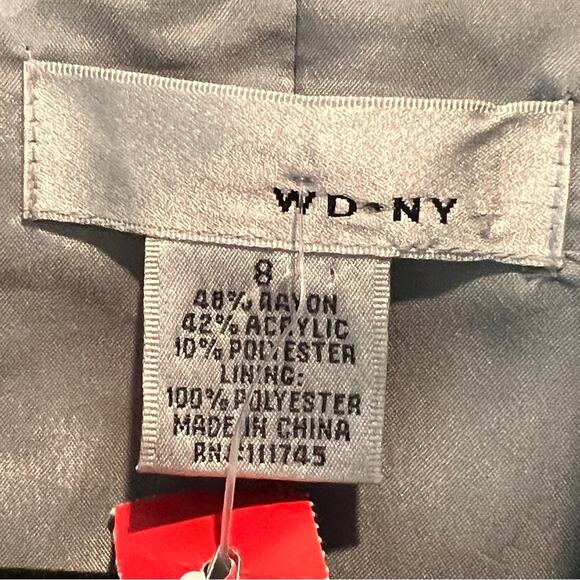 WD•NY
8
48% RAYON
42% ACRYLIC
10% POLYESTER
LINING:
100% POLYESTER
MADE IN CHINA
RN#:111745